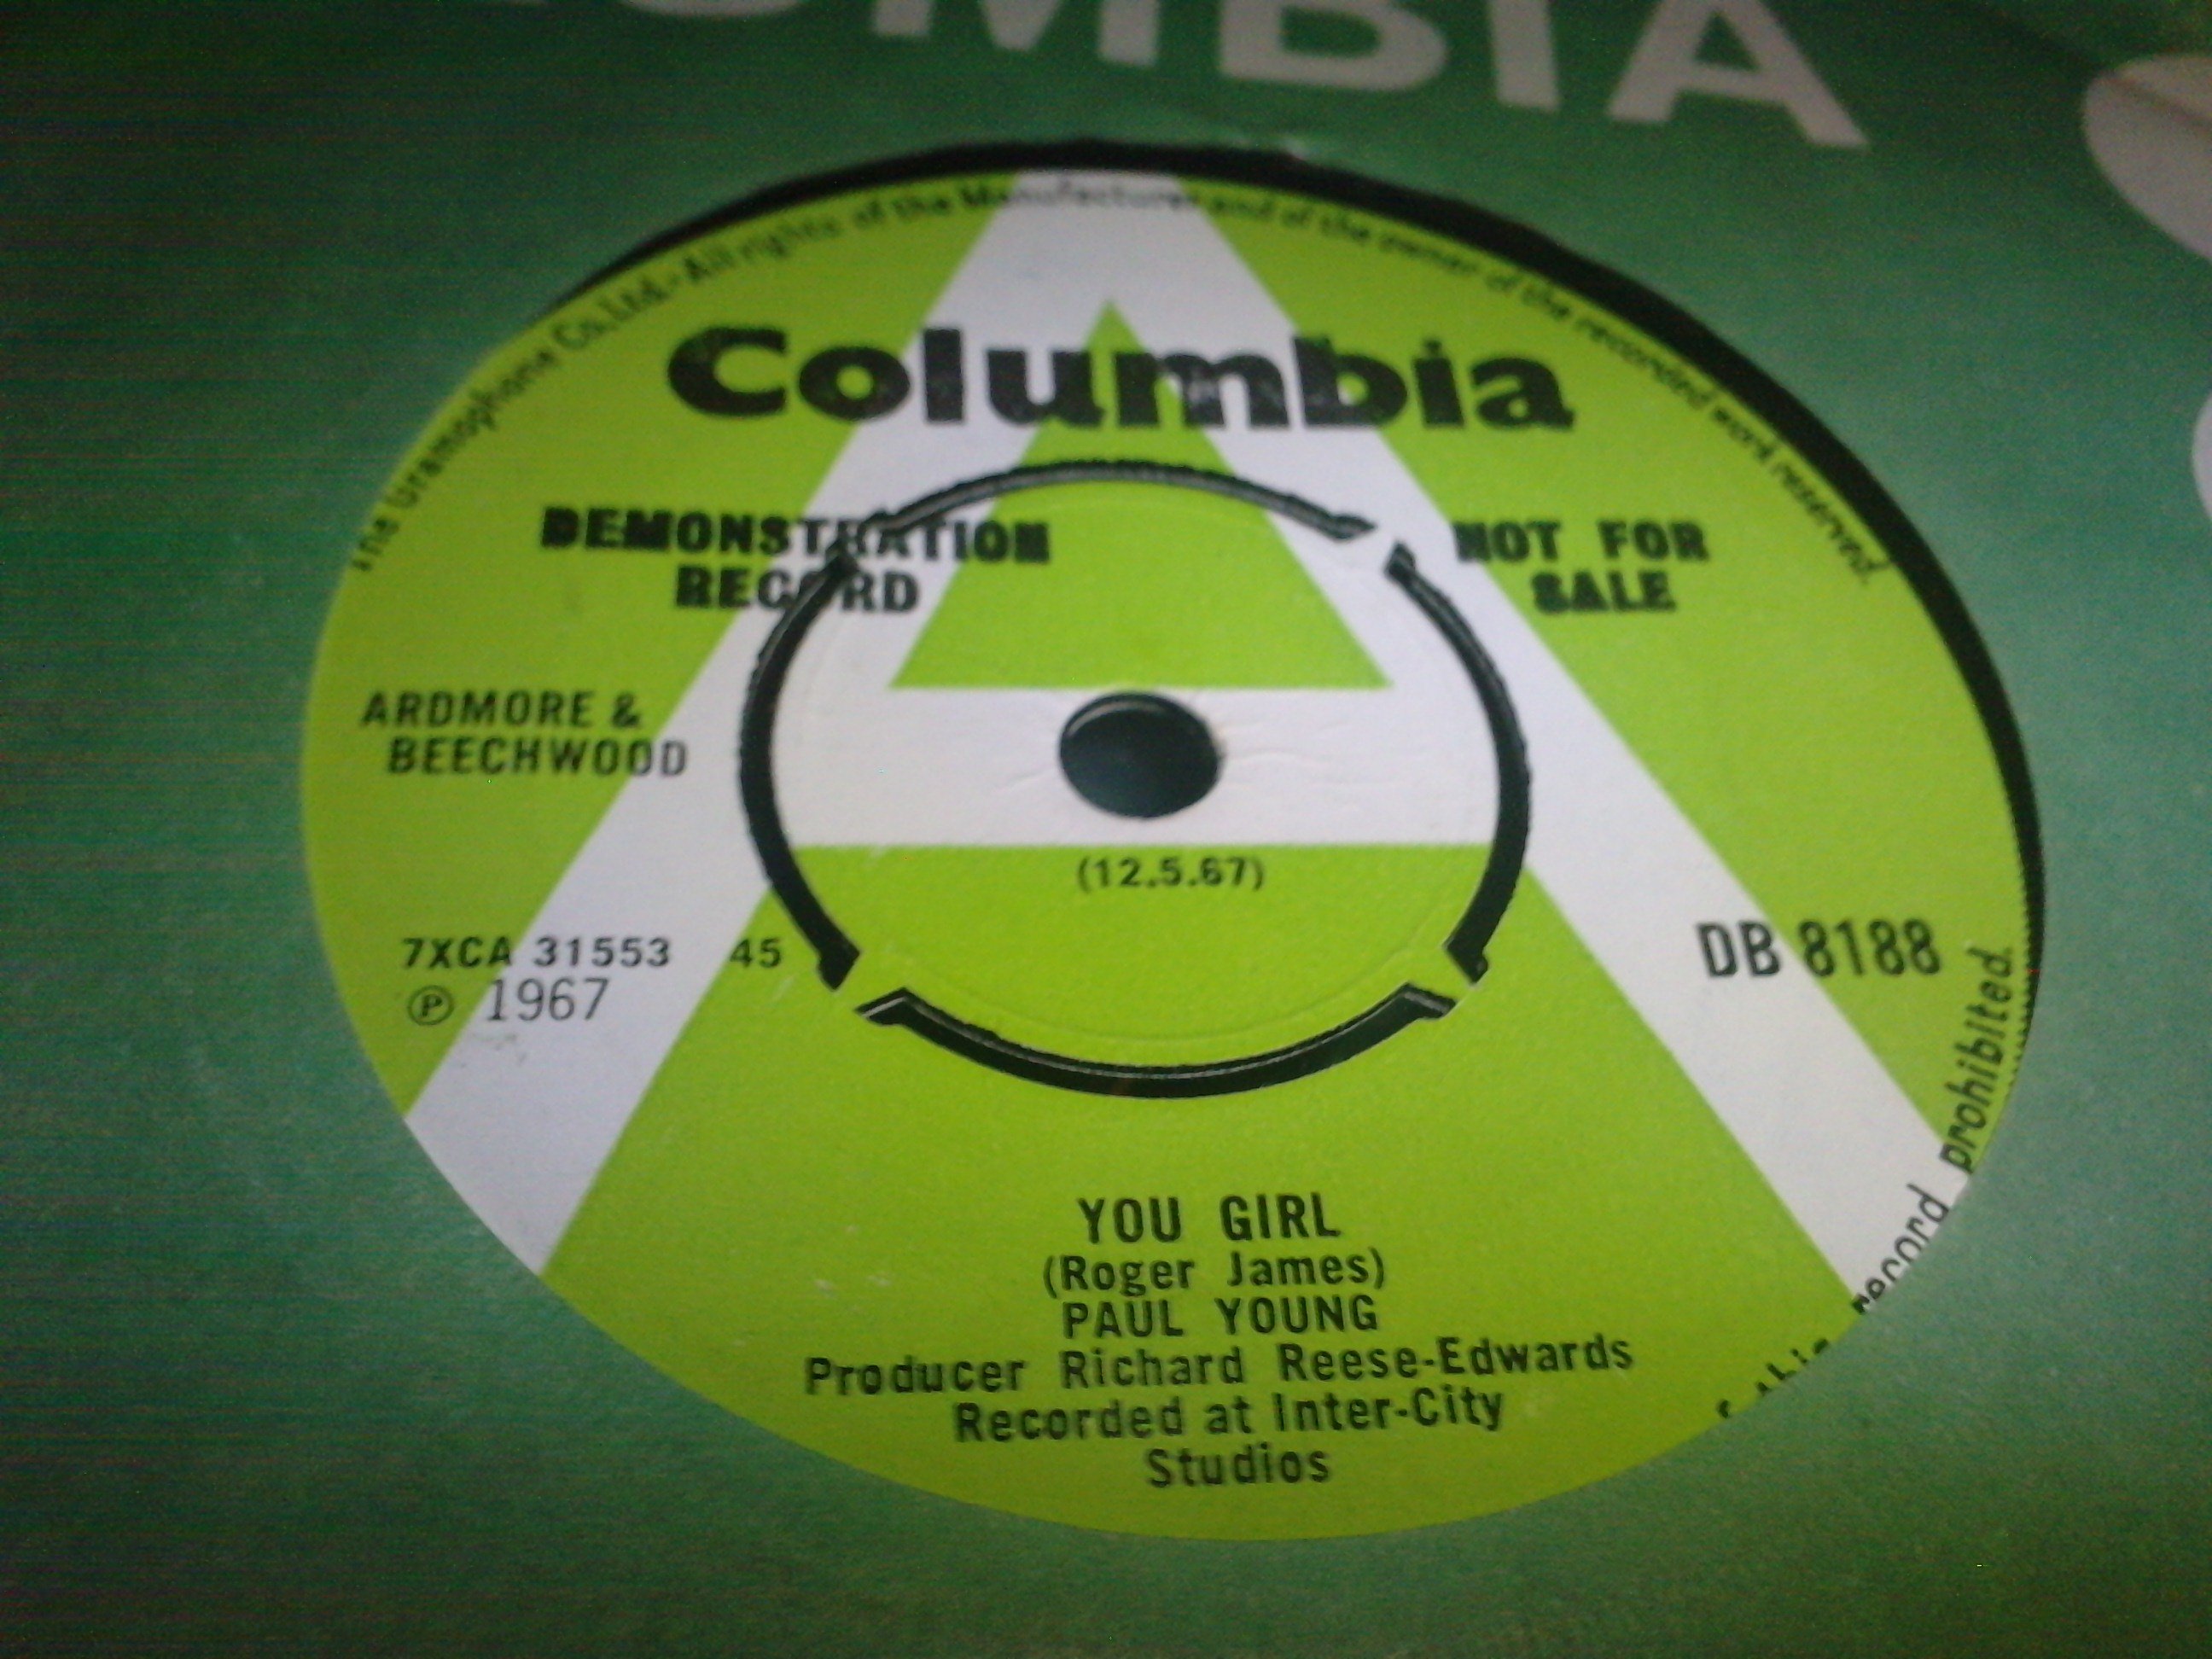 UMBIA
The Gramophone Co.Ltd.-All rights of the Manufacturer and of the owner of the recorded work reserved.
Columbia
DEMONSTRATION
RECORD
NOT FOR
SALE
ARDMORE &
BEECHWOOD
(12.5.67)
7XCA 31553 45
℗ 1967
DB 8188
record prohibited.
YOU GIRL
(Roger James)
PAUL YOUNG
Producer Richard Reese-Edwards
Recorded at Inter-City
Studios